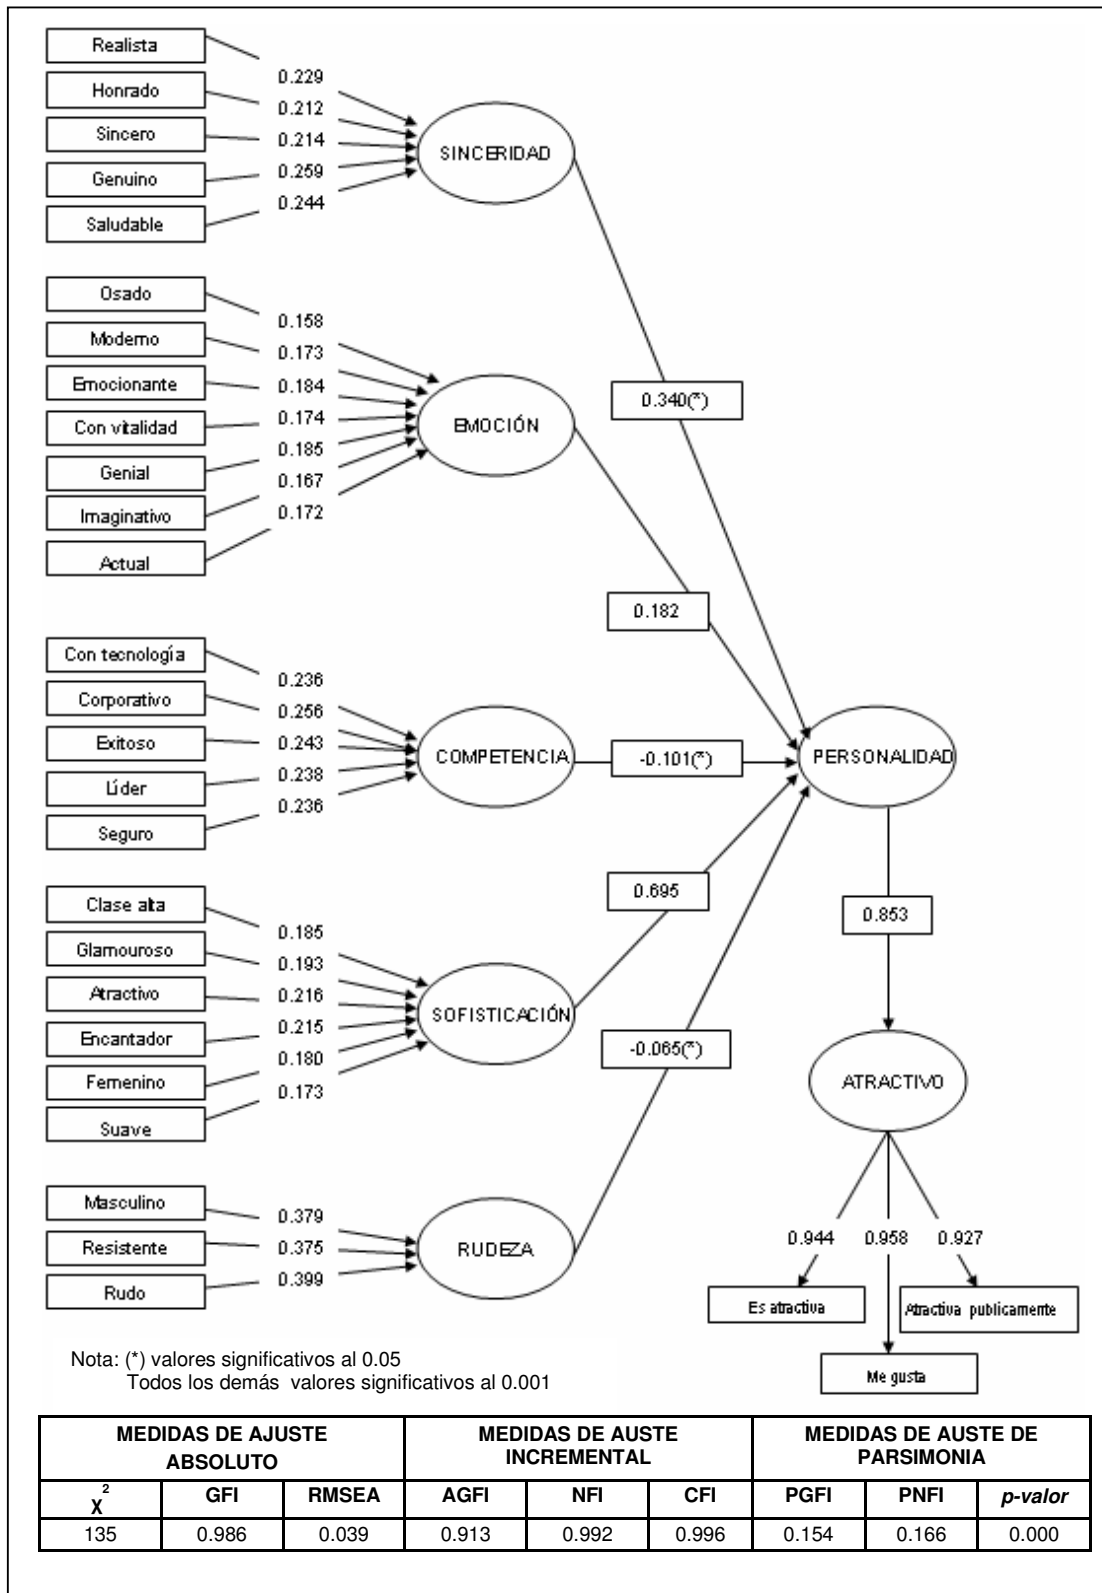 Realista
0.229
Honrado
0.212
Sincero
0.214
SINCERIDAD
Genuino
0.259
Saludable
0.244
Osado
0.158
Moderno
0.173
Emocionante
0.184
0.340(*)
Con vitalidad
0.174
EMOCIÓN
Genial
0.185
Imaginativo
0.167
Actual
0.172
0.182
Con tecnología
0.236
Corporativo
0.256
Exitoso
0.243
COMPETENCIA
-0.101(*)
PERSONALIDAD
Líder
0.238
Seguro
0.236
0.695
Clase alta
0.185
0.853
Glamouroso
0.193
Atractivo
0.216
SOFISTICACIÓN
Encantador
0.215
-0.065(*)
Femenino
0.180
ATRACTIVO
Suave
0.173
Masculino
0.379
Resistente
0.375
RUDEZA
Rudo
0.399
0.944 0.958 0.927
Es atractiva
Atractiva publicamente
Me gusta
Nota: (*) valores significativos al 0.05
Todos los demás valores significativos al 0.001
MEDIDAS DE AJUSTE ABSOLUTO
MEDIDAS DE AUSTE INCREMENTAL
MEDIDAS DE AUSTE DE PARSIMONIA
χ² GFI RMSEA AGFI NFI CFI PGFI PNFI p-valor
135 0.986 0.039 0.913 0.992 0.996 0.154 0.166 0.000